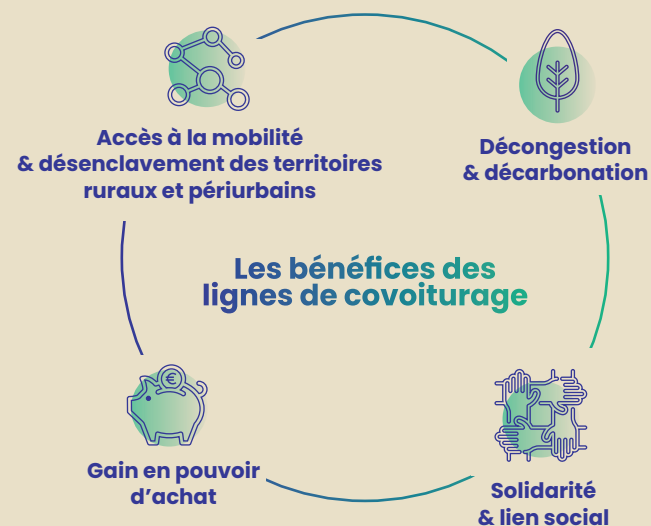 Accès à la mobilité
& désenclavement des territoires
ruraux et périurbains
Décongestion
& décarbonation
Les bénéfices des
lignes de covoiturage
€
Gain en pouvoir
d’achat
Solidarité
& lien social